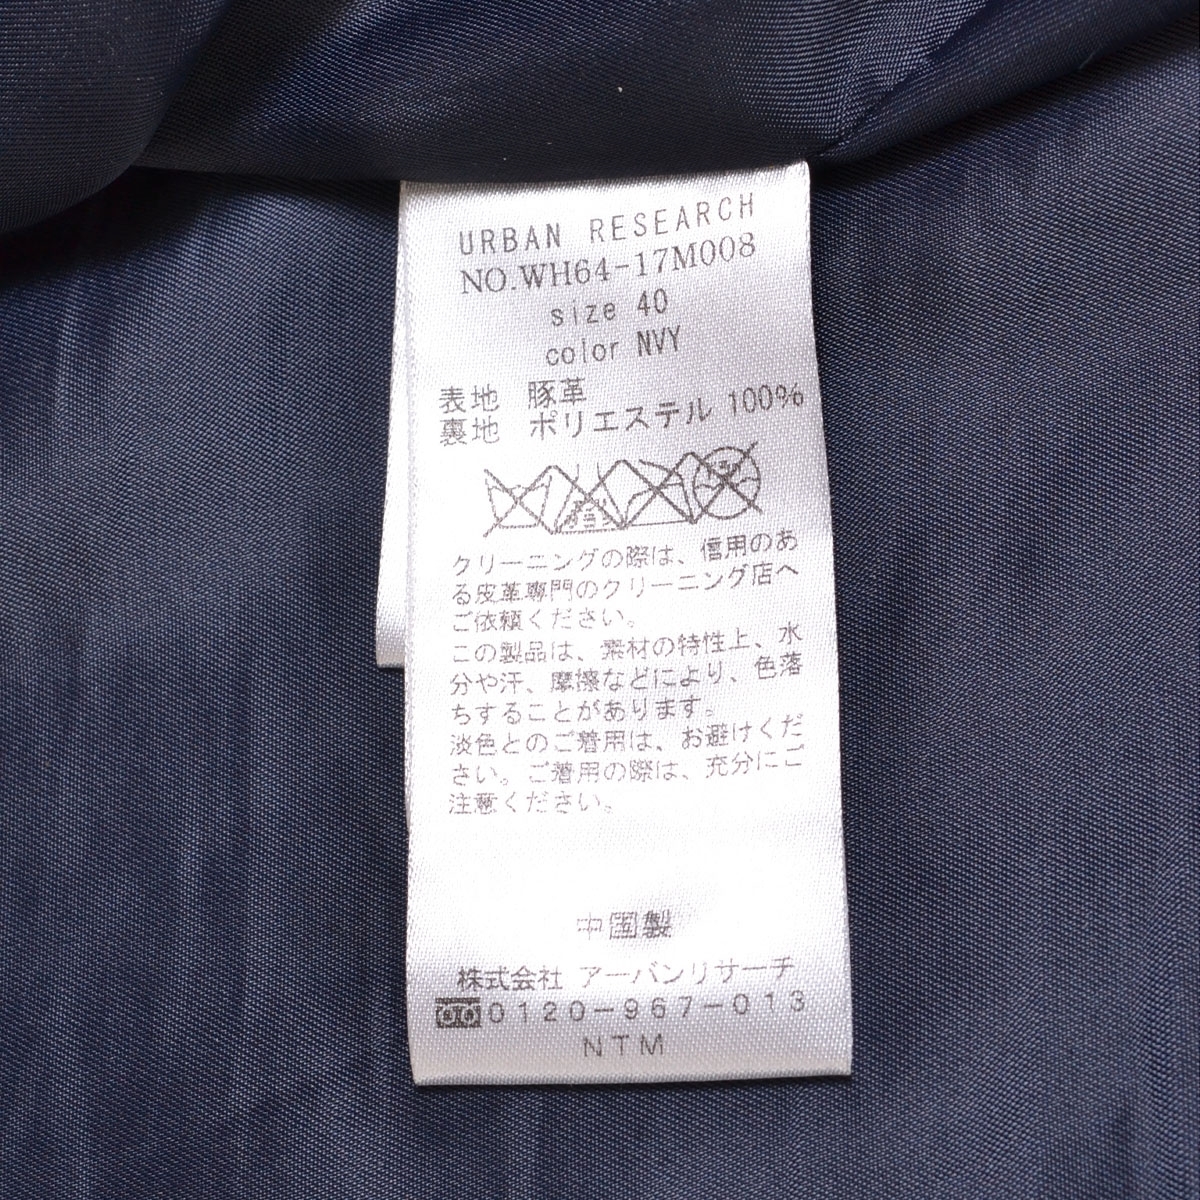 URBAN RESEARCH
NO.WH64-17M008
size 40
color NVY
表地 豚革
裏地 ポリエステル 100%
クリーニングの際は、信用のあ
る皮革専門のクリーニング店へ
ご依頼ください。
この製品は、素材の特性上、水
分や汗、摩擦などにより、色落
ちすることがあります。
淡色とのご着用は、お避けくだ
さい。ご着用の際は、充分にご
注意ください。
中国製
株式会社 アーバンリサーチ
0120-967-013
NTM